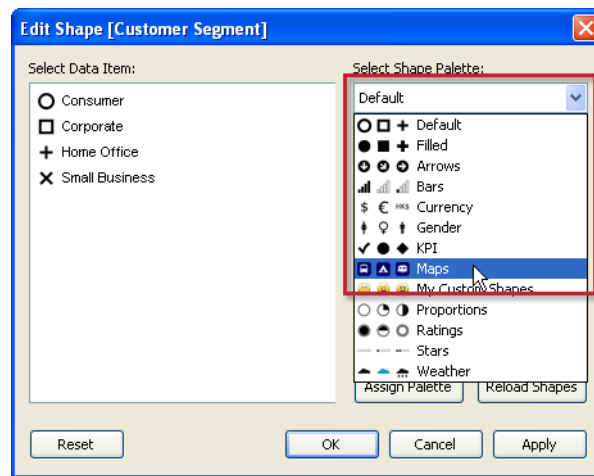 Edit Shape [Customer Segment]
Select Data Item:
Select Shape Palette:
Consumer
Corporate
Home Office
Small Business
Default
Default
Filled
Arrows
Bars
$ € HK$ Currency
Gender
KPI
Maps
My Custom Shapes
Proportions
Ratings
Stars
Weather
Assign Palette
Reload Shapes
Reset
OK
Cancel
Apply